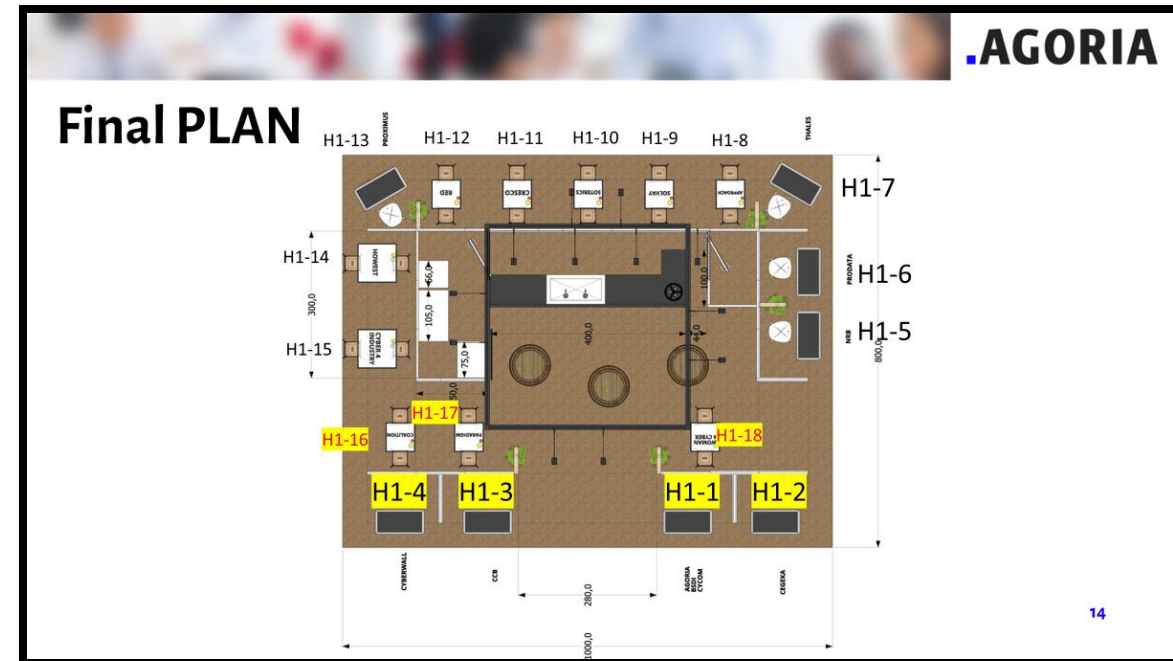 .AGORIA
Final PLAN
H1-13
PROXIMUS
H1-12
H1-11
H1-10
H1-9
H1-8
THALES
H1-7
RED
CRESCO
SOTERICS
SOLVAY
APPROACH
H1-14
HOWEST
PRODATA
H1-6
NRB
H1-5
H1-15
CYBER 4
INDUSTRY
300,0
66,0
105,0
75,0
50,0
400,0
44,0
100,0
800,0
H1-16
COALITION
H1-17
PARADIGM
WOMAN
4 CYBER
H1-18
H1-4
H1-3
H1-1
H1-2
CYBERWALL
CCB
AGORIA
BSDI
CYCOM
CEGEKA
280,0
1000,0
14